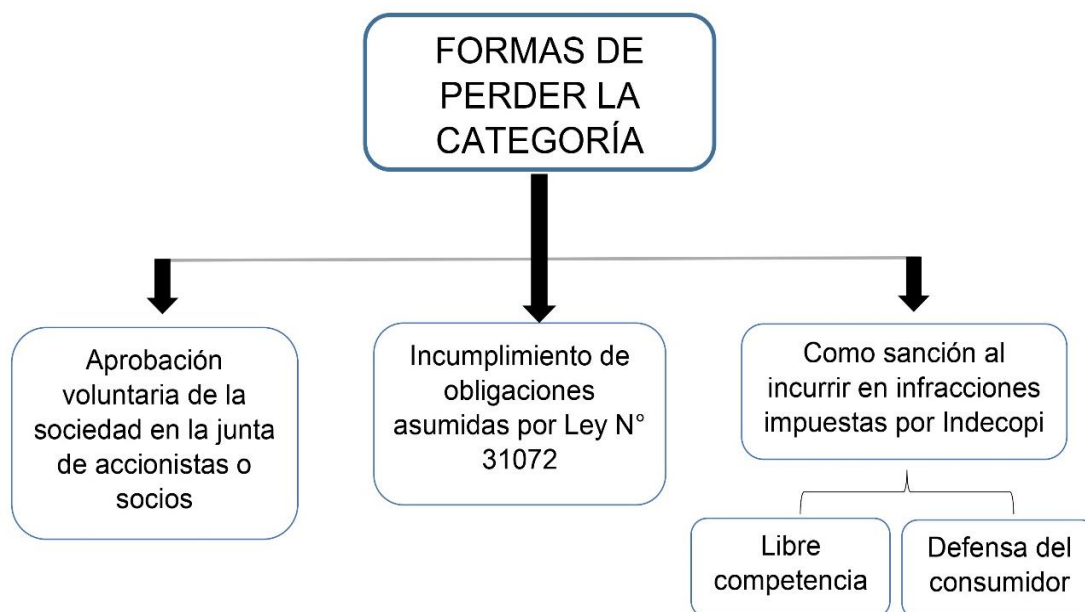 FORMAS DE
PERDER LA
CATEGORÍA
Aprobación
voluntaria de la
sociedad en la junta
de accionistas o
socios
Incumplimiento de
obligaciones
asumidas por Ley N°
31072
Como sanción al
incurrir en infracciones
impuestas por Indecopi
Libre
competencia
Defensa del
consumidor